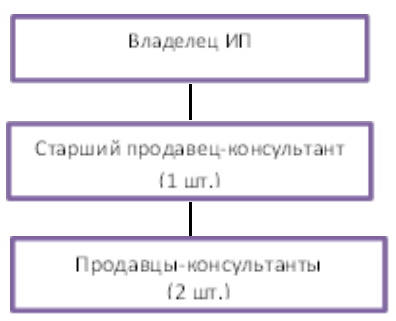 Владелец ИП
Старший продавец-консультант
(1 шт.)
Продавцы-консультанты
(2 шт.)